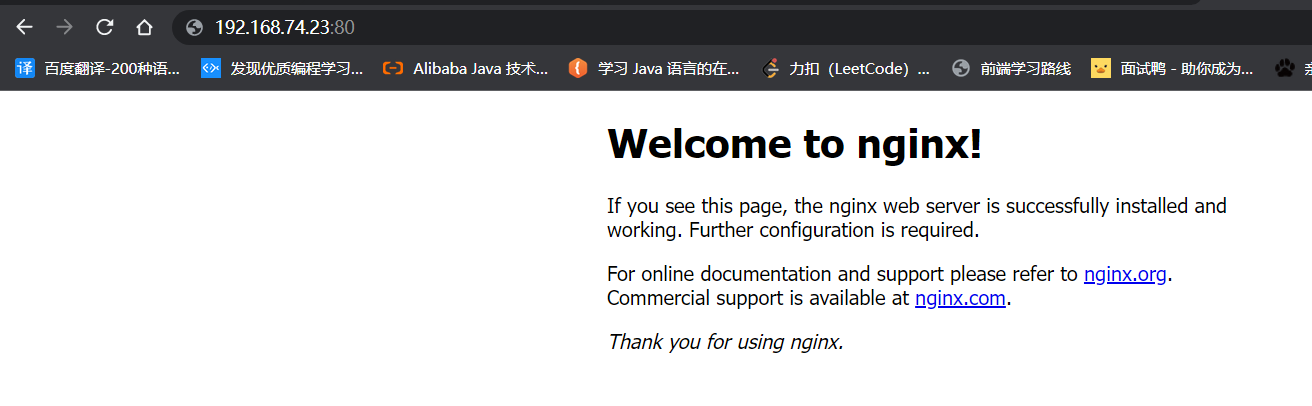 192.168.74.23:80
译 百度翻译-200种语... 发现优质编程学习... Alibaba Java 技术... 学习 Java 语言的在... 力扣（LeetCode）... 前端学习路线 面试鸭 - 助你成为...
Welcome to nginx!
If you see this page, the nginx web server is successfully installed and
working. Further configuration is required.
For online documentation and support please refer to nginx.org.
Commercial support is available at nginx.com.
Thank you for using nginx.